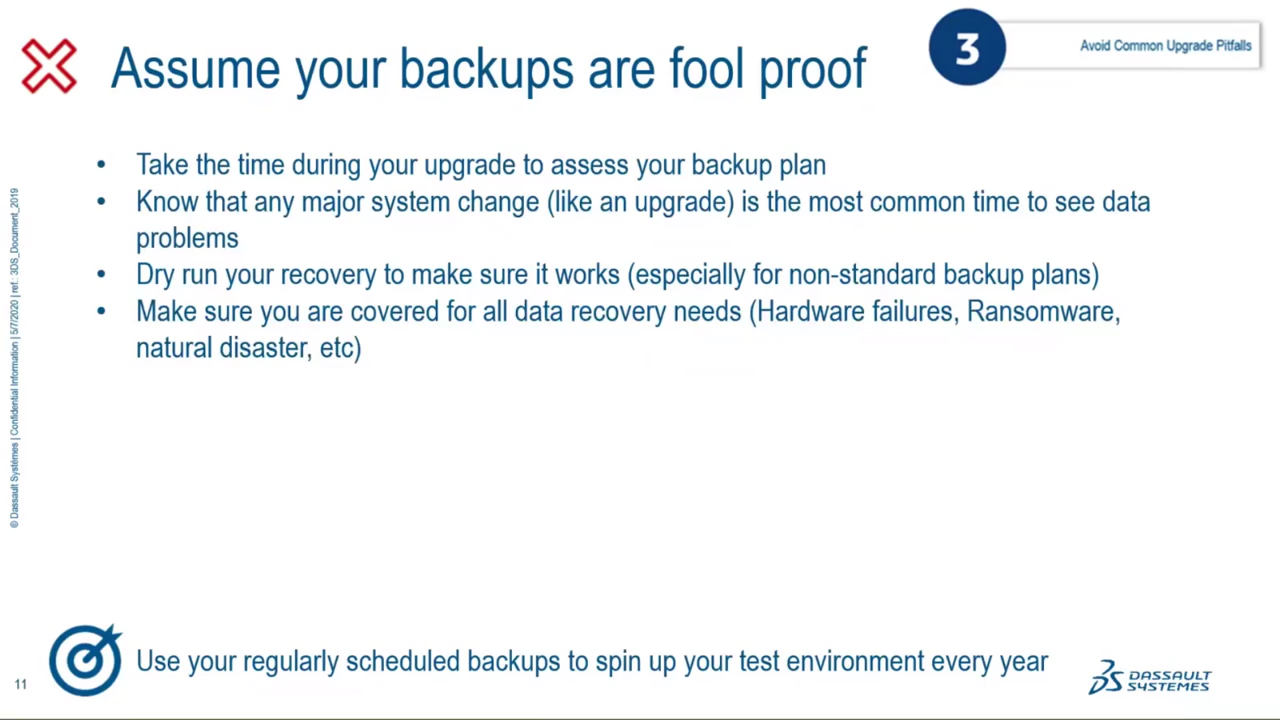 Assume your backups are fool proof
3
Avoid Common Upgrade Pitfalls
• Take the time during your upgrade to assess your backup plan
• Know that any major system change (like an upgrade) is the most common time to see data
problems
• Dry run your recovery to make sure it works (especially for non-standard backup plans)
• Make sure you are covered for all data recovery needs (Hardware failures, Ransomware,
natural disaster, etc)
© Dassault Systèmes | Confidential Information | 5/7/2020 | ref.: 3DS_Document_2019
Use your regularly scheduled backups to spin up your test environment every year
11
DASSAULT
SYSTEMES